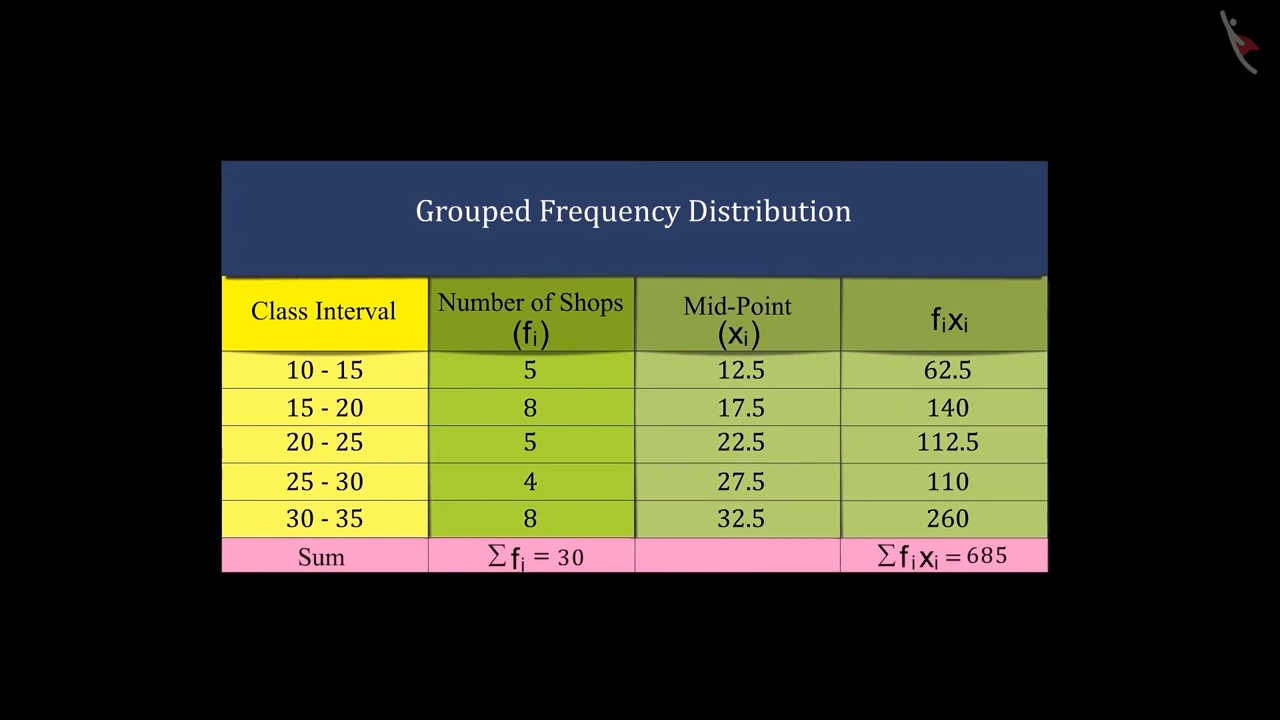 Grouped Frequency Distribution
Class Interval Number of Shops (fᵢ) Mid-Point (xᵢ) fᵢxᵢ
10 - 15 5 12.5 62.5
15 - 20 8 17.5 140
20 - 25 5 22.5 112.5
25 - 30 4 27.5 110
30 - 35 8 32.5 260
Sum ∑fᵢ = 30 ∑fᵢxᵢ = 685